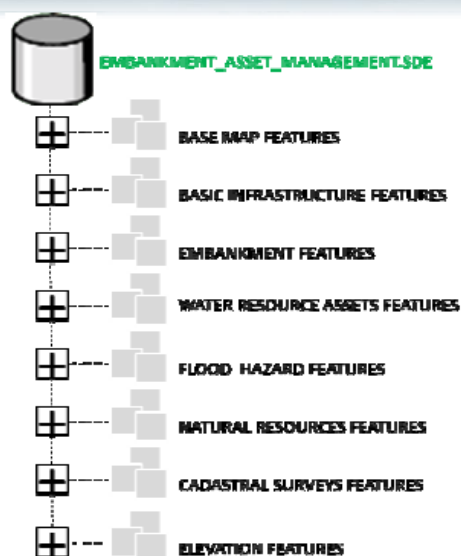 EMBANKMENT_ASSET_MANAGEMENT.SDE
BASE MAP FEATURES
BASIC INFRASTRUCTURE FEATURES
EMBANKMENT FEATURES
WATER RESOURCE ASSETS FEATURES
FLOOD HAZARD FEATURES
NATURAL RESOURCES FEATURES
CADASTRAL SURVEYS FEATURES
ELEVATION FEATURES